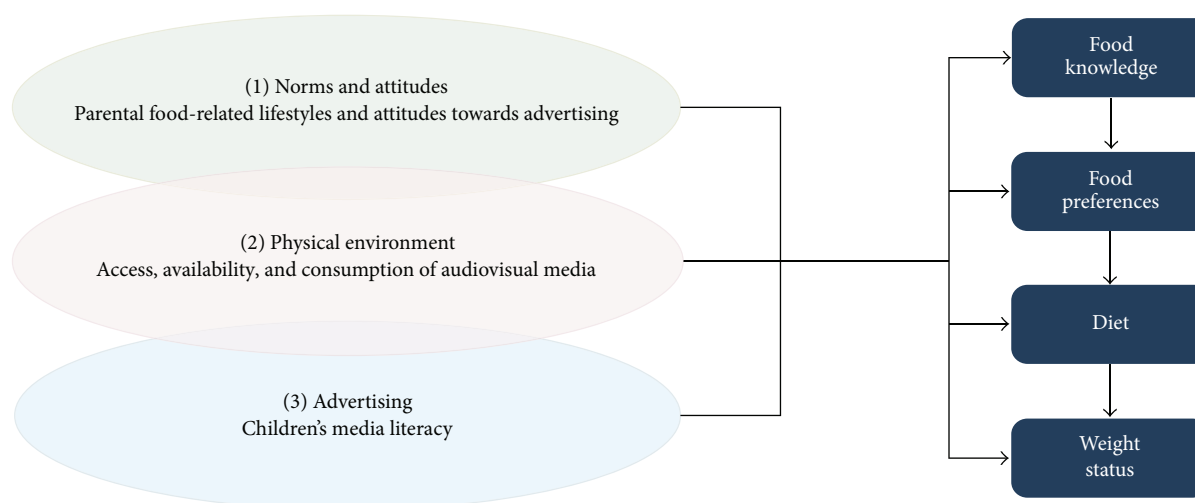 (1) Norms and attitudes
Parental food-related lifestyles and attitudes towards advertising
(2) Physical environment
Access, availability, and consumption of audiovisual media
(3) Advertising
Children's media literacy
Food
knowledge
Food
preferences
Diet
Weight
status